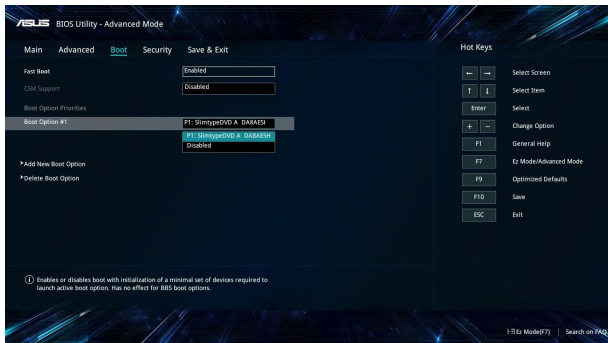 ASUS BIOS Utility - Advanced Mode
Main Advanced Boot Security Save & Exit
Hot Keys
Fast Boot Enabled
CSM Support Disabled
Boot Option Priorities
Boot Option #1 P1: SlimtypeDVD A DA8AESI
P1: SlimtypeDVD A DA8AESH
Disabled
Add New Boot Option
Delete Boot Option
← → Select Screen
↑ ↓ Select Item
Enter Select
+ − Change Option
F1 General Help
F7 Ez Mode/Advanced Mode
F9 Optimized Defaults
F10 Save
ESC Exit
Enables or disables boot with initialization of a minimal set of devices required to
launch active boot option. Has no effect for BBS boot options.
Ez Mode(F7) | Search on FAQ